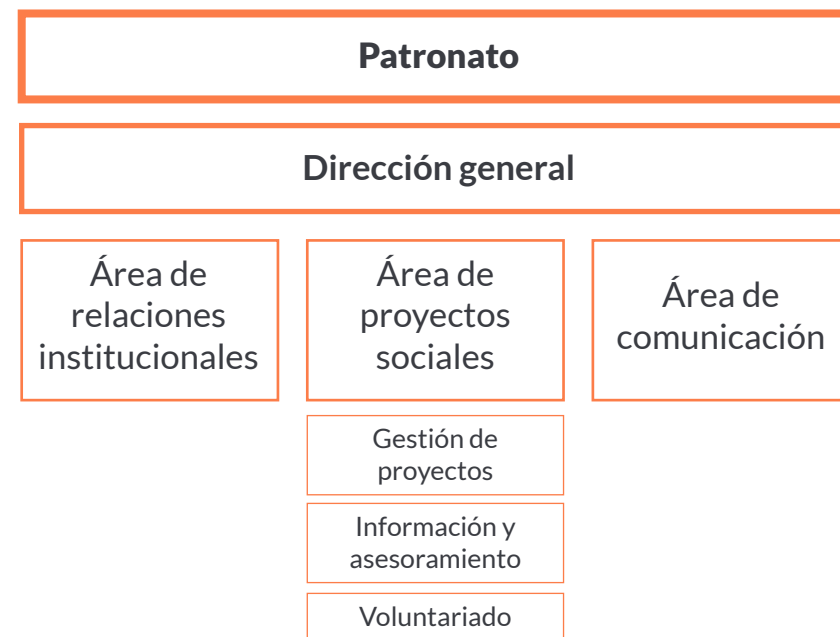 Patronato
Dirección general
Área de
relaciones
institucionales
Área de
proyectos
sociales
Área de
comunicación
Gestión de
proyectos
Información y
asesoramiento
Voluntariado